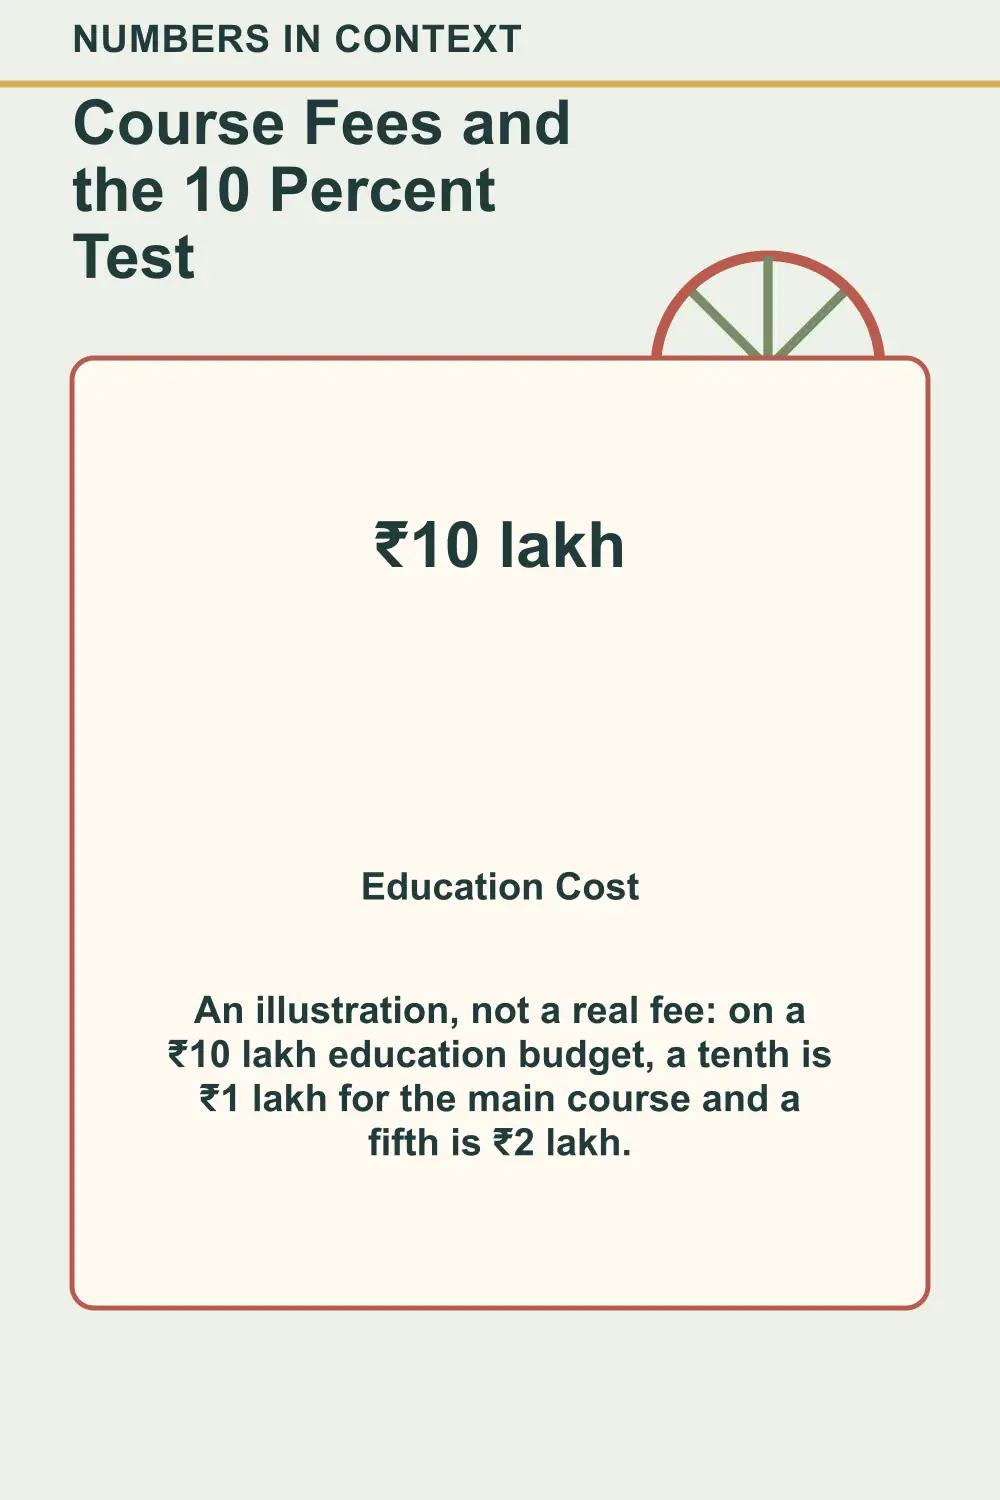 NUMBERS IN CONTEXT
Course Fees and
the 10 Percent
Test
₹10 lakh
Education Cost
An illustration, not a real fee: on a
₹10 lakh education budget, a tenth is
₹1 lakh for the main course and a
fifth is ₹2 lakh.